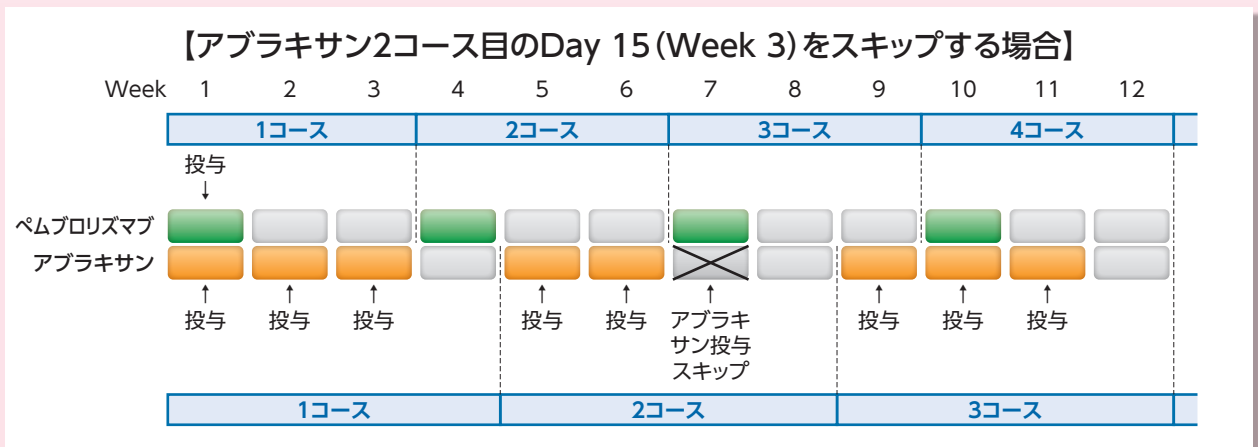 【アブラキサン2コース目のDay 15(Week 3)をスキップする場合】
Week 1 2 3 4 5 6 7 8 9 10 11 12
1コース 2コース 3コース 4コース
投与
ペムブロリズマブ
アブラキサン
投与 投与 投与 投与 投与 アブラキ 投与 投与 投与
サン投与
スキップ
1コース 2コース 3コース